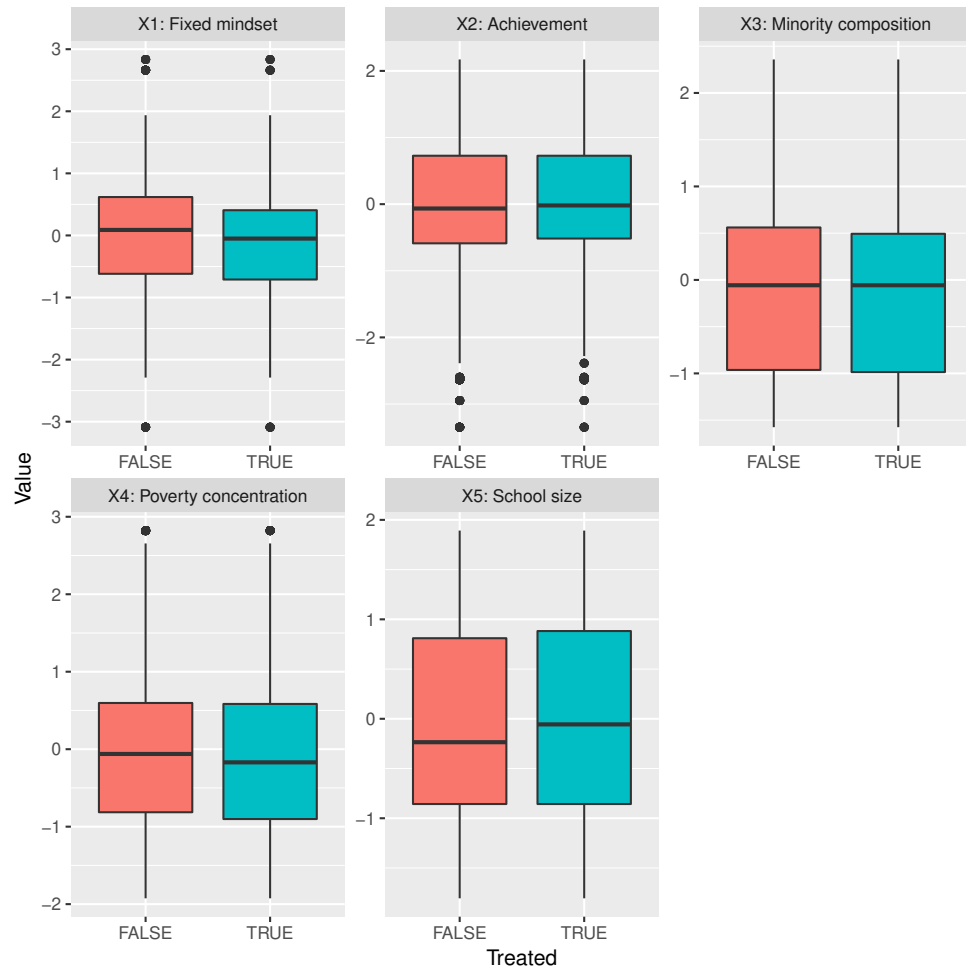 X1: Fixed mindset
X2: Achievement
X3: Minority composition
3
2
1
0
−1
−2
−3
2
0
−2
2
1
0
−1
FALSE
TRUE
FALSE
TRUE
FALSE
TRUE
Value
X4: Poverty concentration
X5: School size
3
2
1
0
−1
−2
2
1
0
−1
FALSE
TRUE
FALSE
TRUE
Treated